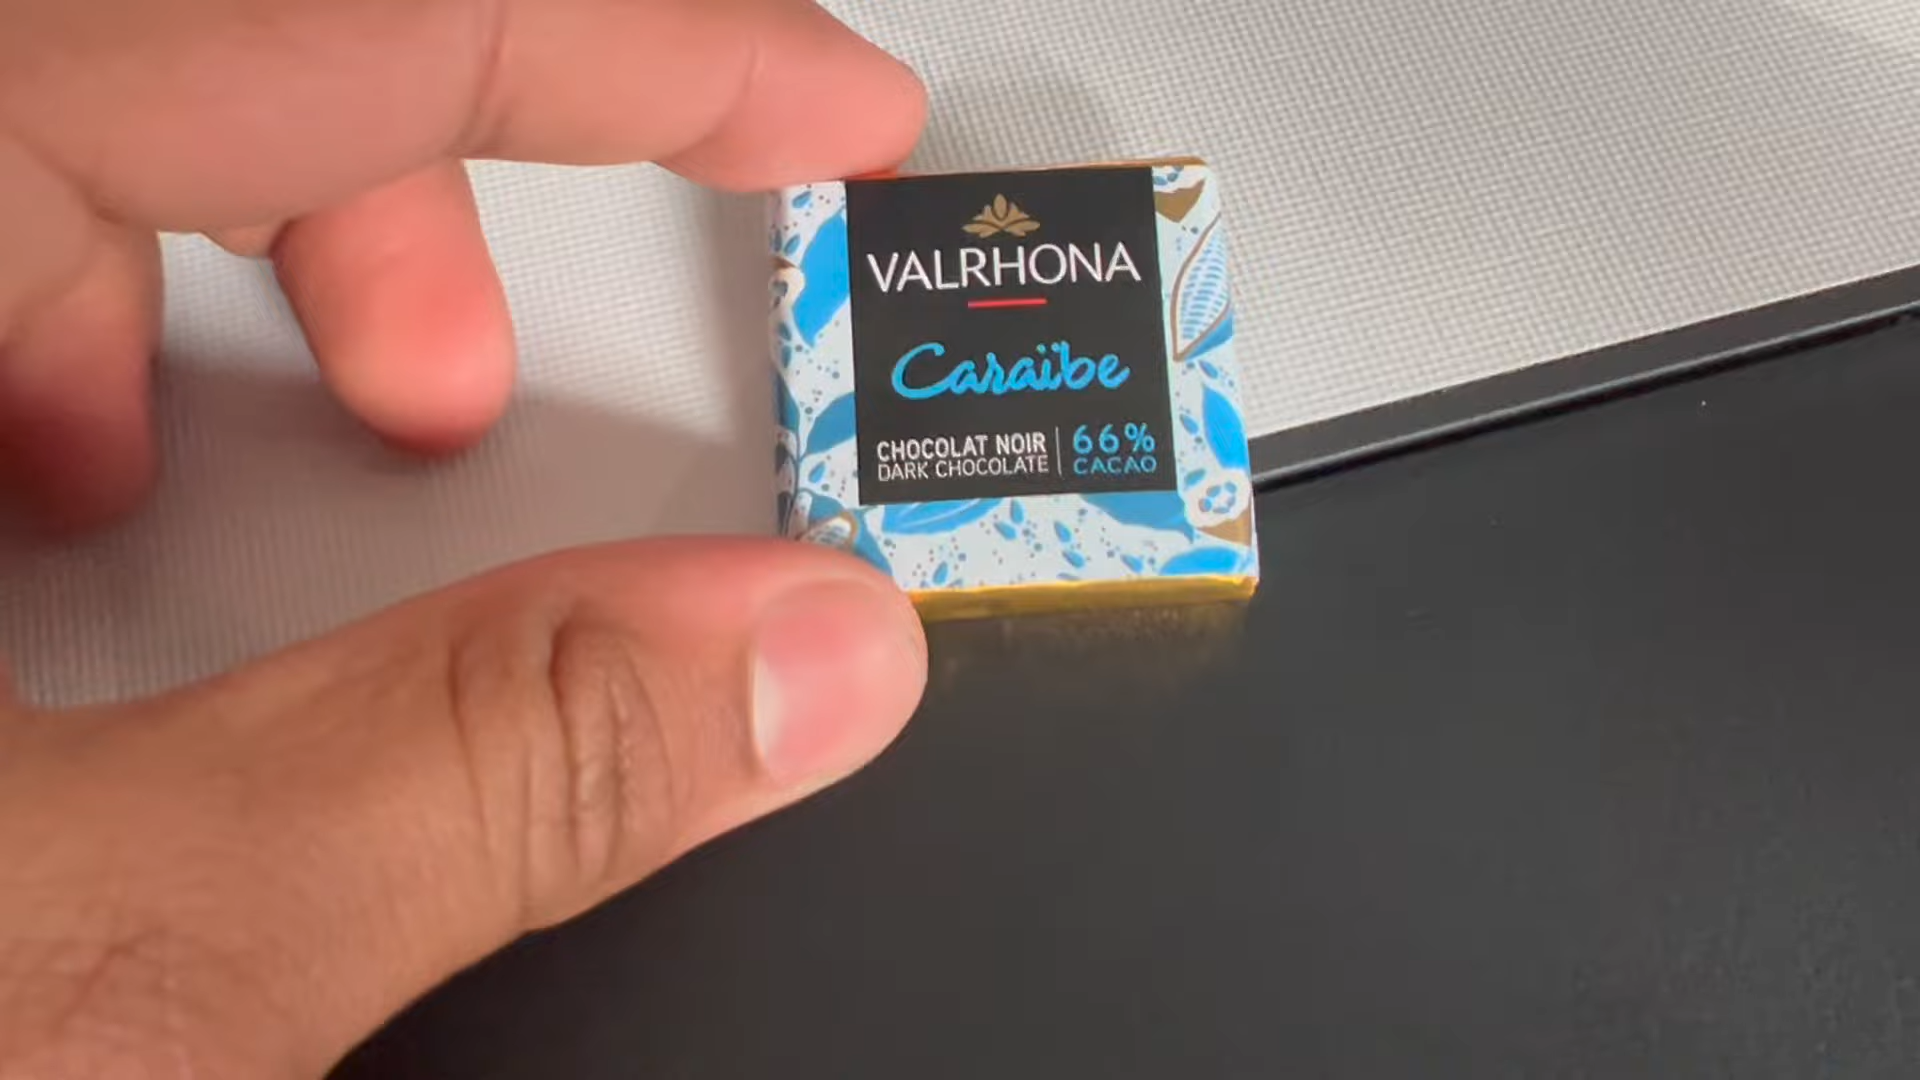 VALRHONA
Caraïbe
CHOCOLAT NOIR
DARK CHOCOLATE
66%
CACAO